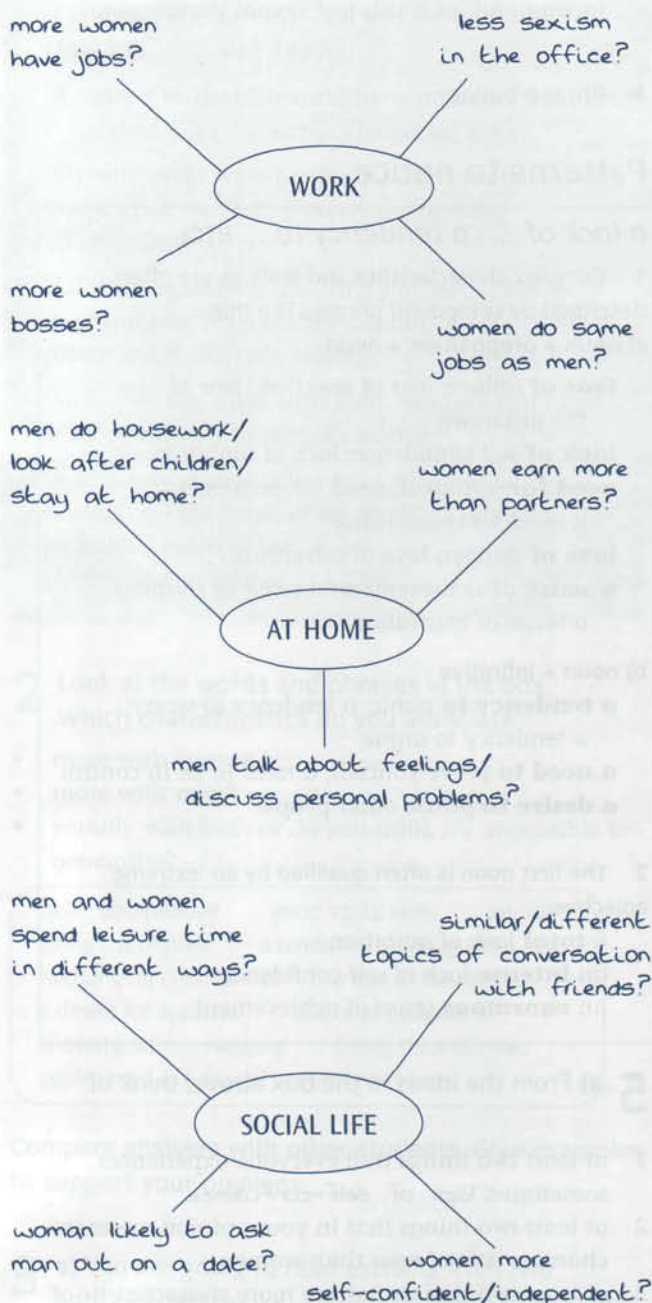 more women
have jobs?
less sexism
in the office?
WORK
more women
bosses?
women do same
jobs as men?
men do housework/
look after children/
stay at home?
women earn more
than partners?
AT HOME
men talk about feelings/
discuss personal problems?
men and women
spend leisure time
in different ways?
similar/different
topics of conversation
with friends?
SOCIAL LIFE
woman likely to ask
man out on a date?
women more
self-confident/independent?